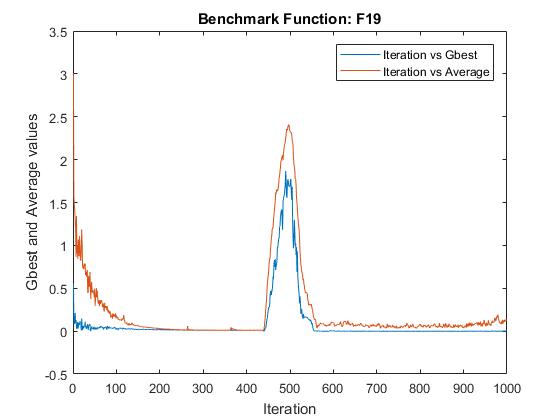 Benchmark Function: F19
3.5
3
2.5
2
1.5
1
0.5
0
-0.5
Gbest and Average values
Iteration vs Gbest
Iteration vs Average
0 100 200 300 400 500 600 700 800 900 1000
Iteration